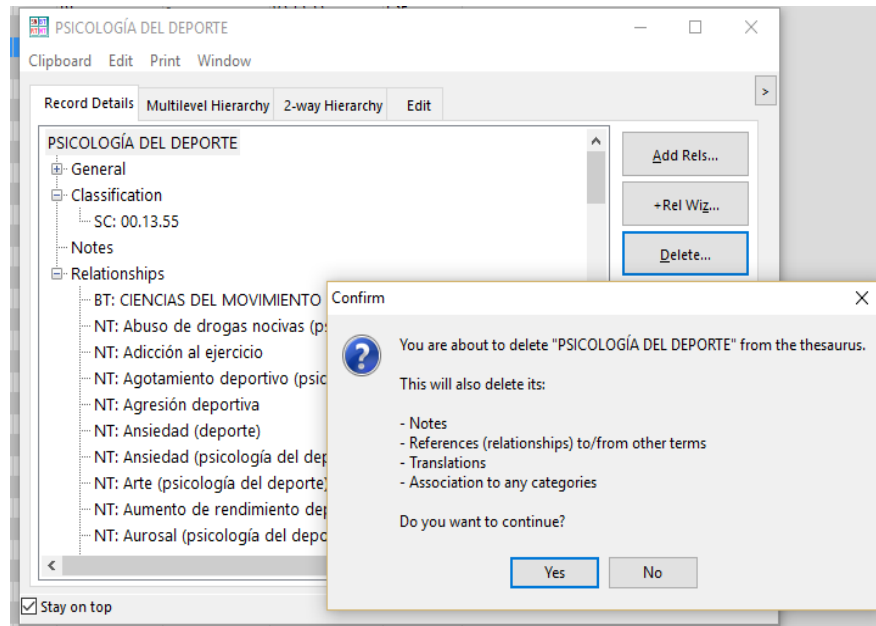 PSICOLOGÍA DEL DEPORTE
Clipboard Edit Print Window
Record Details Multilevel Hierarchy 2-way Hierarchy Edit
>
PSICOLOGÍA DEL DEPORTE
General
Classification
SC: 00.13.55
Notes
Relationships
BT: CIENCIAS DEL MOVIMIENTO
NT: Abuso de drogas nocivas
NT: Adicción al ejercicio
NT: Agotamiento deportivo
NT: Agresión deportiva
NT: Ansiedad (deporte)
NT: Ansiedad (psicología del
NT: Arte (psicología del deporte)
NT: Aumento de rendimiento
NT: Aurosal (psicología del
Add Rels...
+Rel Wiz...
Delete...
Stay on top
Confirm
You are about to delete "PSICOLOGÍA DEL DEPORTE" from the thesaurus.
This will also delete its:
- Notes
- References (relationships) to/from other terms
- Translations
- Association to any categories
Do you want to continue?
Yes No